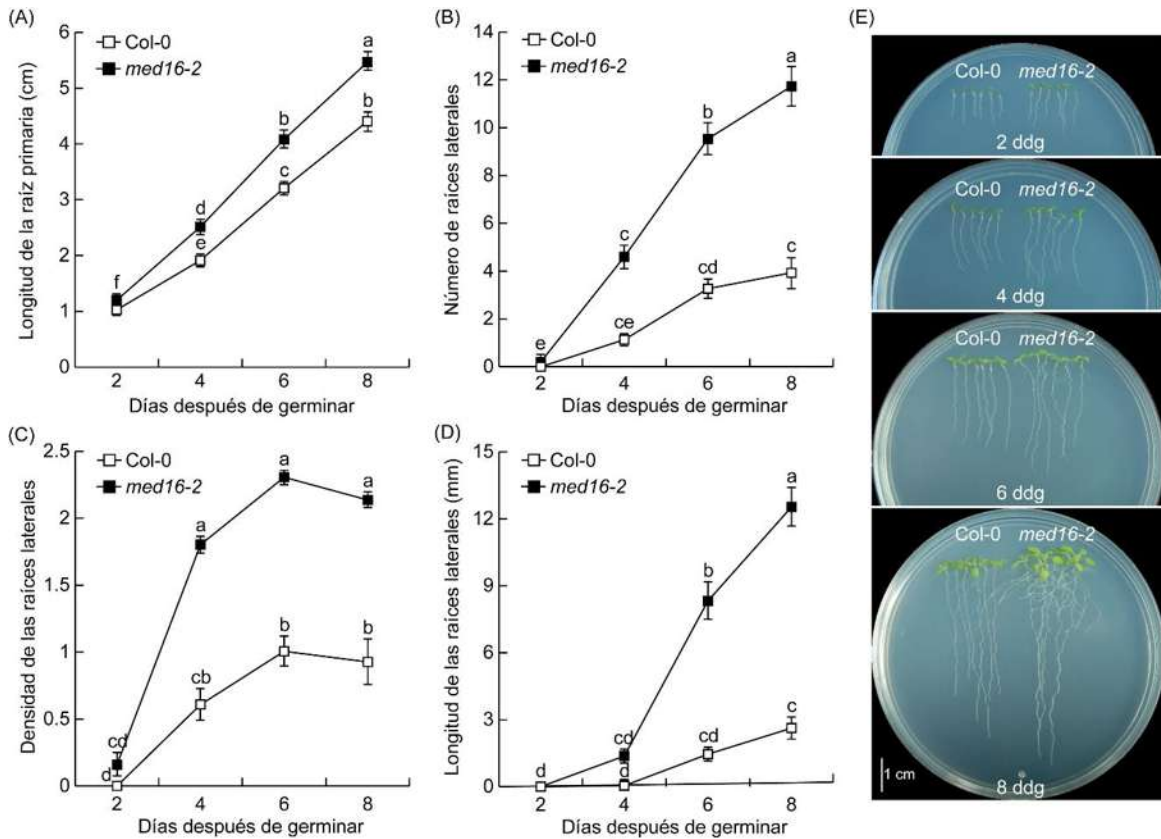 (A)
Col-0
med16-2
Longitud de la raíz primaria (cm)
6
5
4
3
2
1
0
a
b
b
c
d
e
f
2 4 6 8
Días después de germinar
(B)
Col-0
med16-2
Número de raíces laterales
14
12
10
8
6
4
2
0
a
b
c
c
cd
ce
e
2 4 6 8
Días después de germinar
(C)
Col-0
med16-2
Densidad de las raíces laterales
2.5
2
1.5
1
0.5
0
a
a
a
b
b
cb
cd
d
2 4 6 8
Días después de germinar
(D)
Col-0
med16-2
Longitud de las raíces laterales (mm)
15
12
9
6
3
0
a
b
c
cd
cd
d
d
2 4 6 8
Días después de germinar
(E)
Col-0 med16-2
2 ddg
Col-0 med16-2
4 ddg
Col-0 med16-2
6 ddg
Col-0 med16-2
1 cm
8 ddg